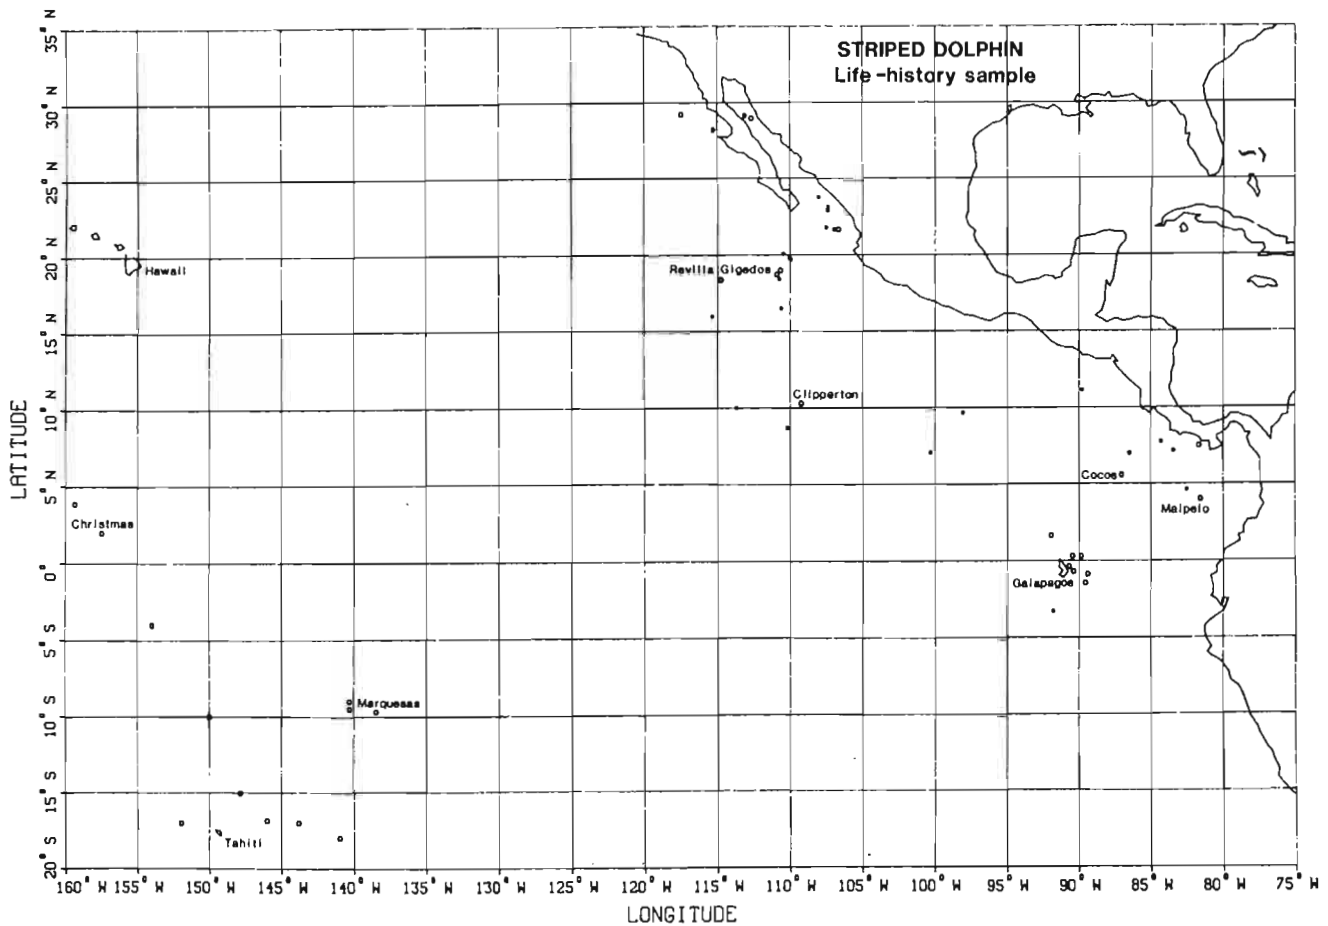 STRIPED DOLPHIN
Life-history sample
35° N
30° N
25° N
20° N
15° N
10° N
5° N
0°
5° S
10° S
15° S
20° S
LATITUDE
Hawaii
Revilla Gigedos
Clipperton
Cocos
Malpelo
Christmas
Galapagos
Marquesas
Tahiti
160° W 155° W 150° W 145° W 140° W 135° W 130° W 125° W 120° W 115° W 110° W 105° W 100° W 95° W 90° W 85° W 80° W 75° W
LONGITUDE